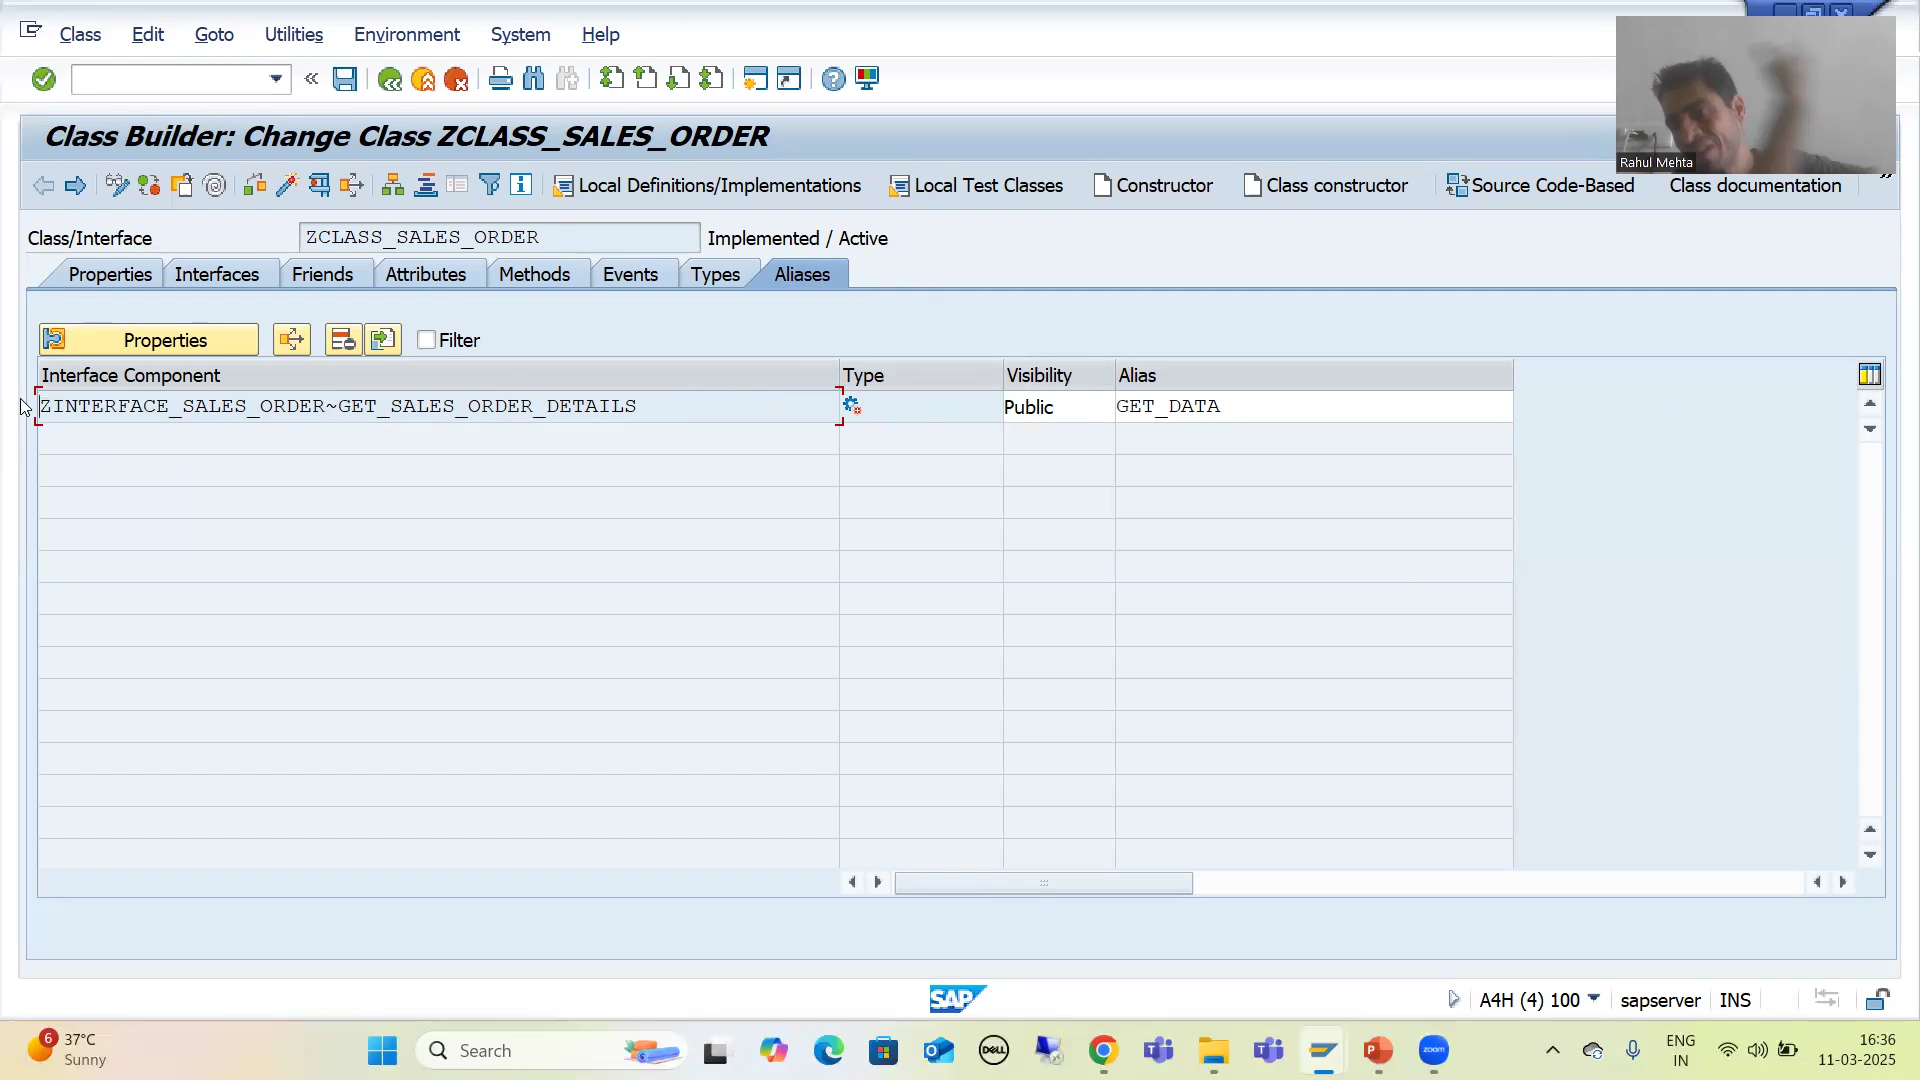 Class Edit Goto Utilities Environment System Help
Rahul Mehta
Class Builder: Change Class ZCLASS_SALES_ORDER
Local Definitions/Implementations Local Test Classes Constructor Class constructor Source Code-Based Class documentation
Class/Interface ZCLASS_SALES_ORDER Implemented / Active
Properties Interfaces Friends Attributes Methods Events Types Aliases
Properties Filter
Interface Component Type Visibility Alias
ZINTERFACE_SALES_ORDER~GET_SALES_ORDER_DETAILS Public GET_DATA
SAP A4H (4) 100 sapserver INS
6 37°C
Sunny
Search
DELL
zoom
ENG
IN
16:36
11-03-2025